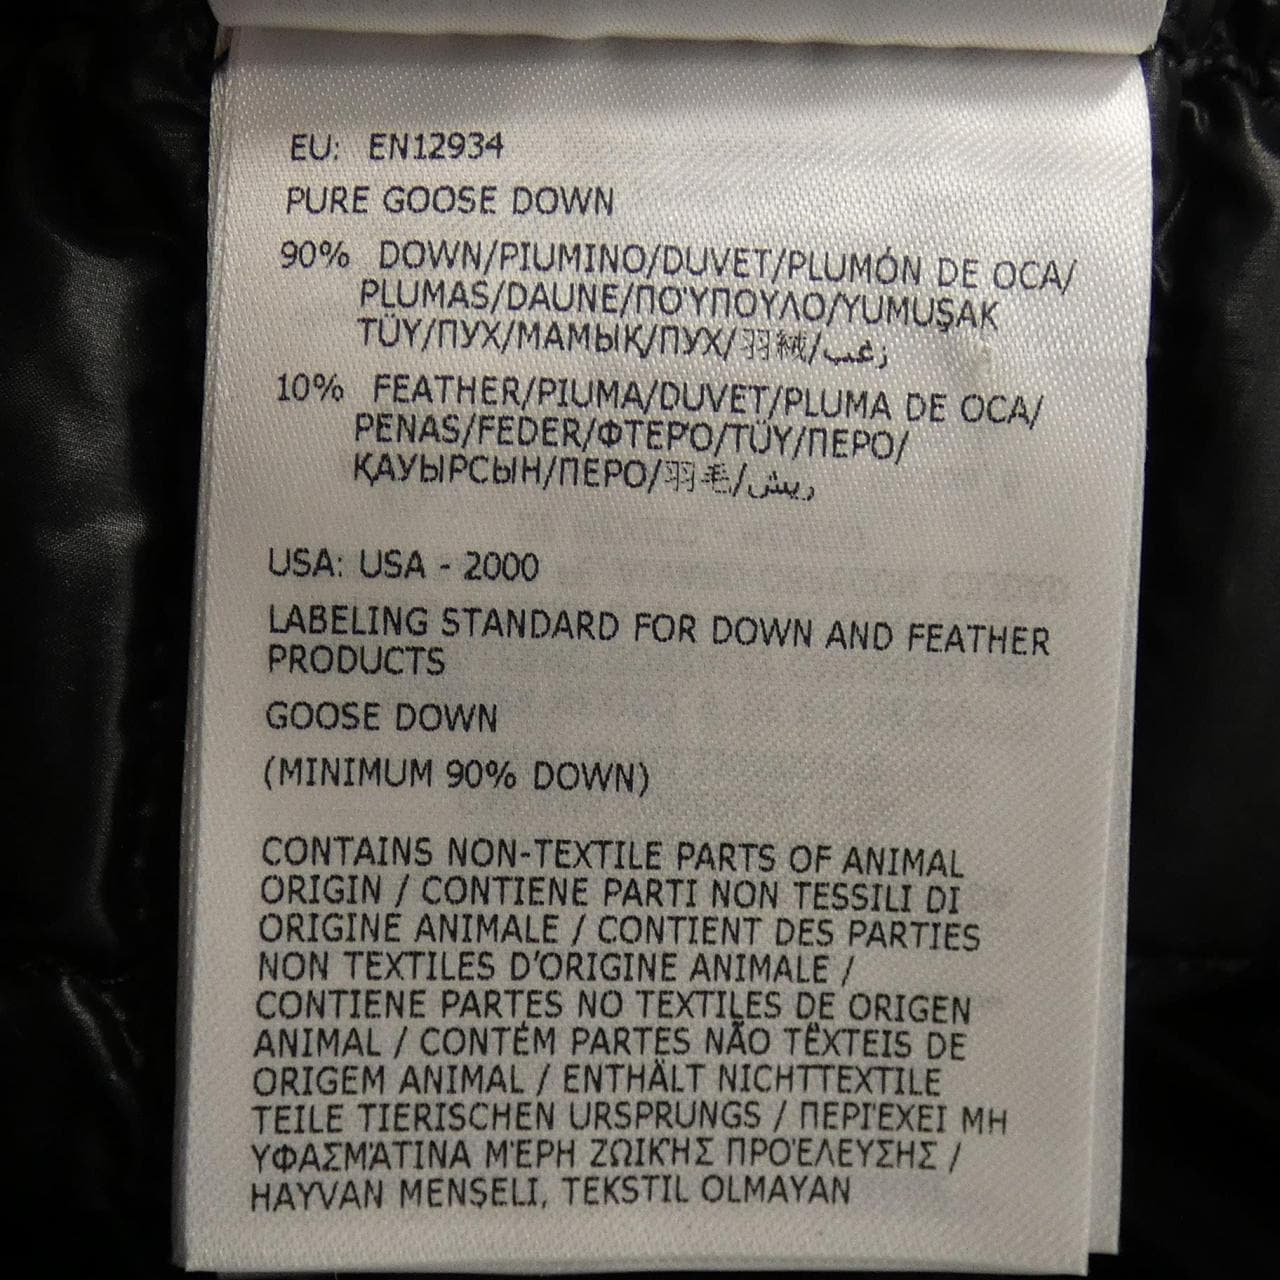 EU: EN12934
PURE GOOSE DOWN
90% DOWN/PIUMINO/DUVET/PLUMÓN DE OCA/
PLUMAS/DAUNE/ΠΟΎΠΟΥΛΟ/YUMUŞAK
TÜY/ПУХ/МАМЫҚ/ПУХ/羽絨/زغب
10% FEATHER/PIUMA/DUVET/PLUMA DE OCA/
PENAS/FEDER/ΦΤΕΡΌ/TÜY/ПЕРО/
ҚАУЫРСЫН/ПЕРО/羽毛/ريش
USA: USA - 2000
LABELING STANDARD FOR DOWN AND FEATHER
PRODUCTS
GOOSE DOWN
(MINIMUM 90% DOWN)
CONTAINS NON-TEXTILE PARTS OF ANIMAL
ORIGIN / CONTIENE PARTI NON TESSILI DI
ORIGINE ANIMALE / CONTIENT DES PARTIES
NON TEXTILES D'ORIGINE ANIMALE /
CONTIENE PARTES NO TEXTILES DE ORIGEN
ANIMAL / CONTÉM PARTES NÃO TÊXTEIS DE
ORIGEM ANIMAL / ENTHÄLT NICHTTEXTILE
TEILE TIERISCHEN URSPRUNGS / ΠΕΡΙΈΧΕΙ ΜΗ
ΥΦΑΣΜΆΤΙΝΑ ΜΈΡΗ ΖΩΙΚΉΣ ΠΡΟΈΛΕΥΣΗΣ /
HAYVAN MENŞELI, TEKSTIL OLMAYAN